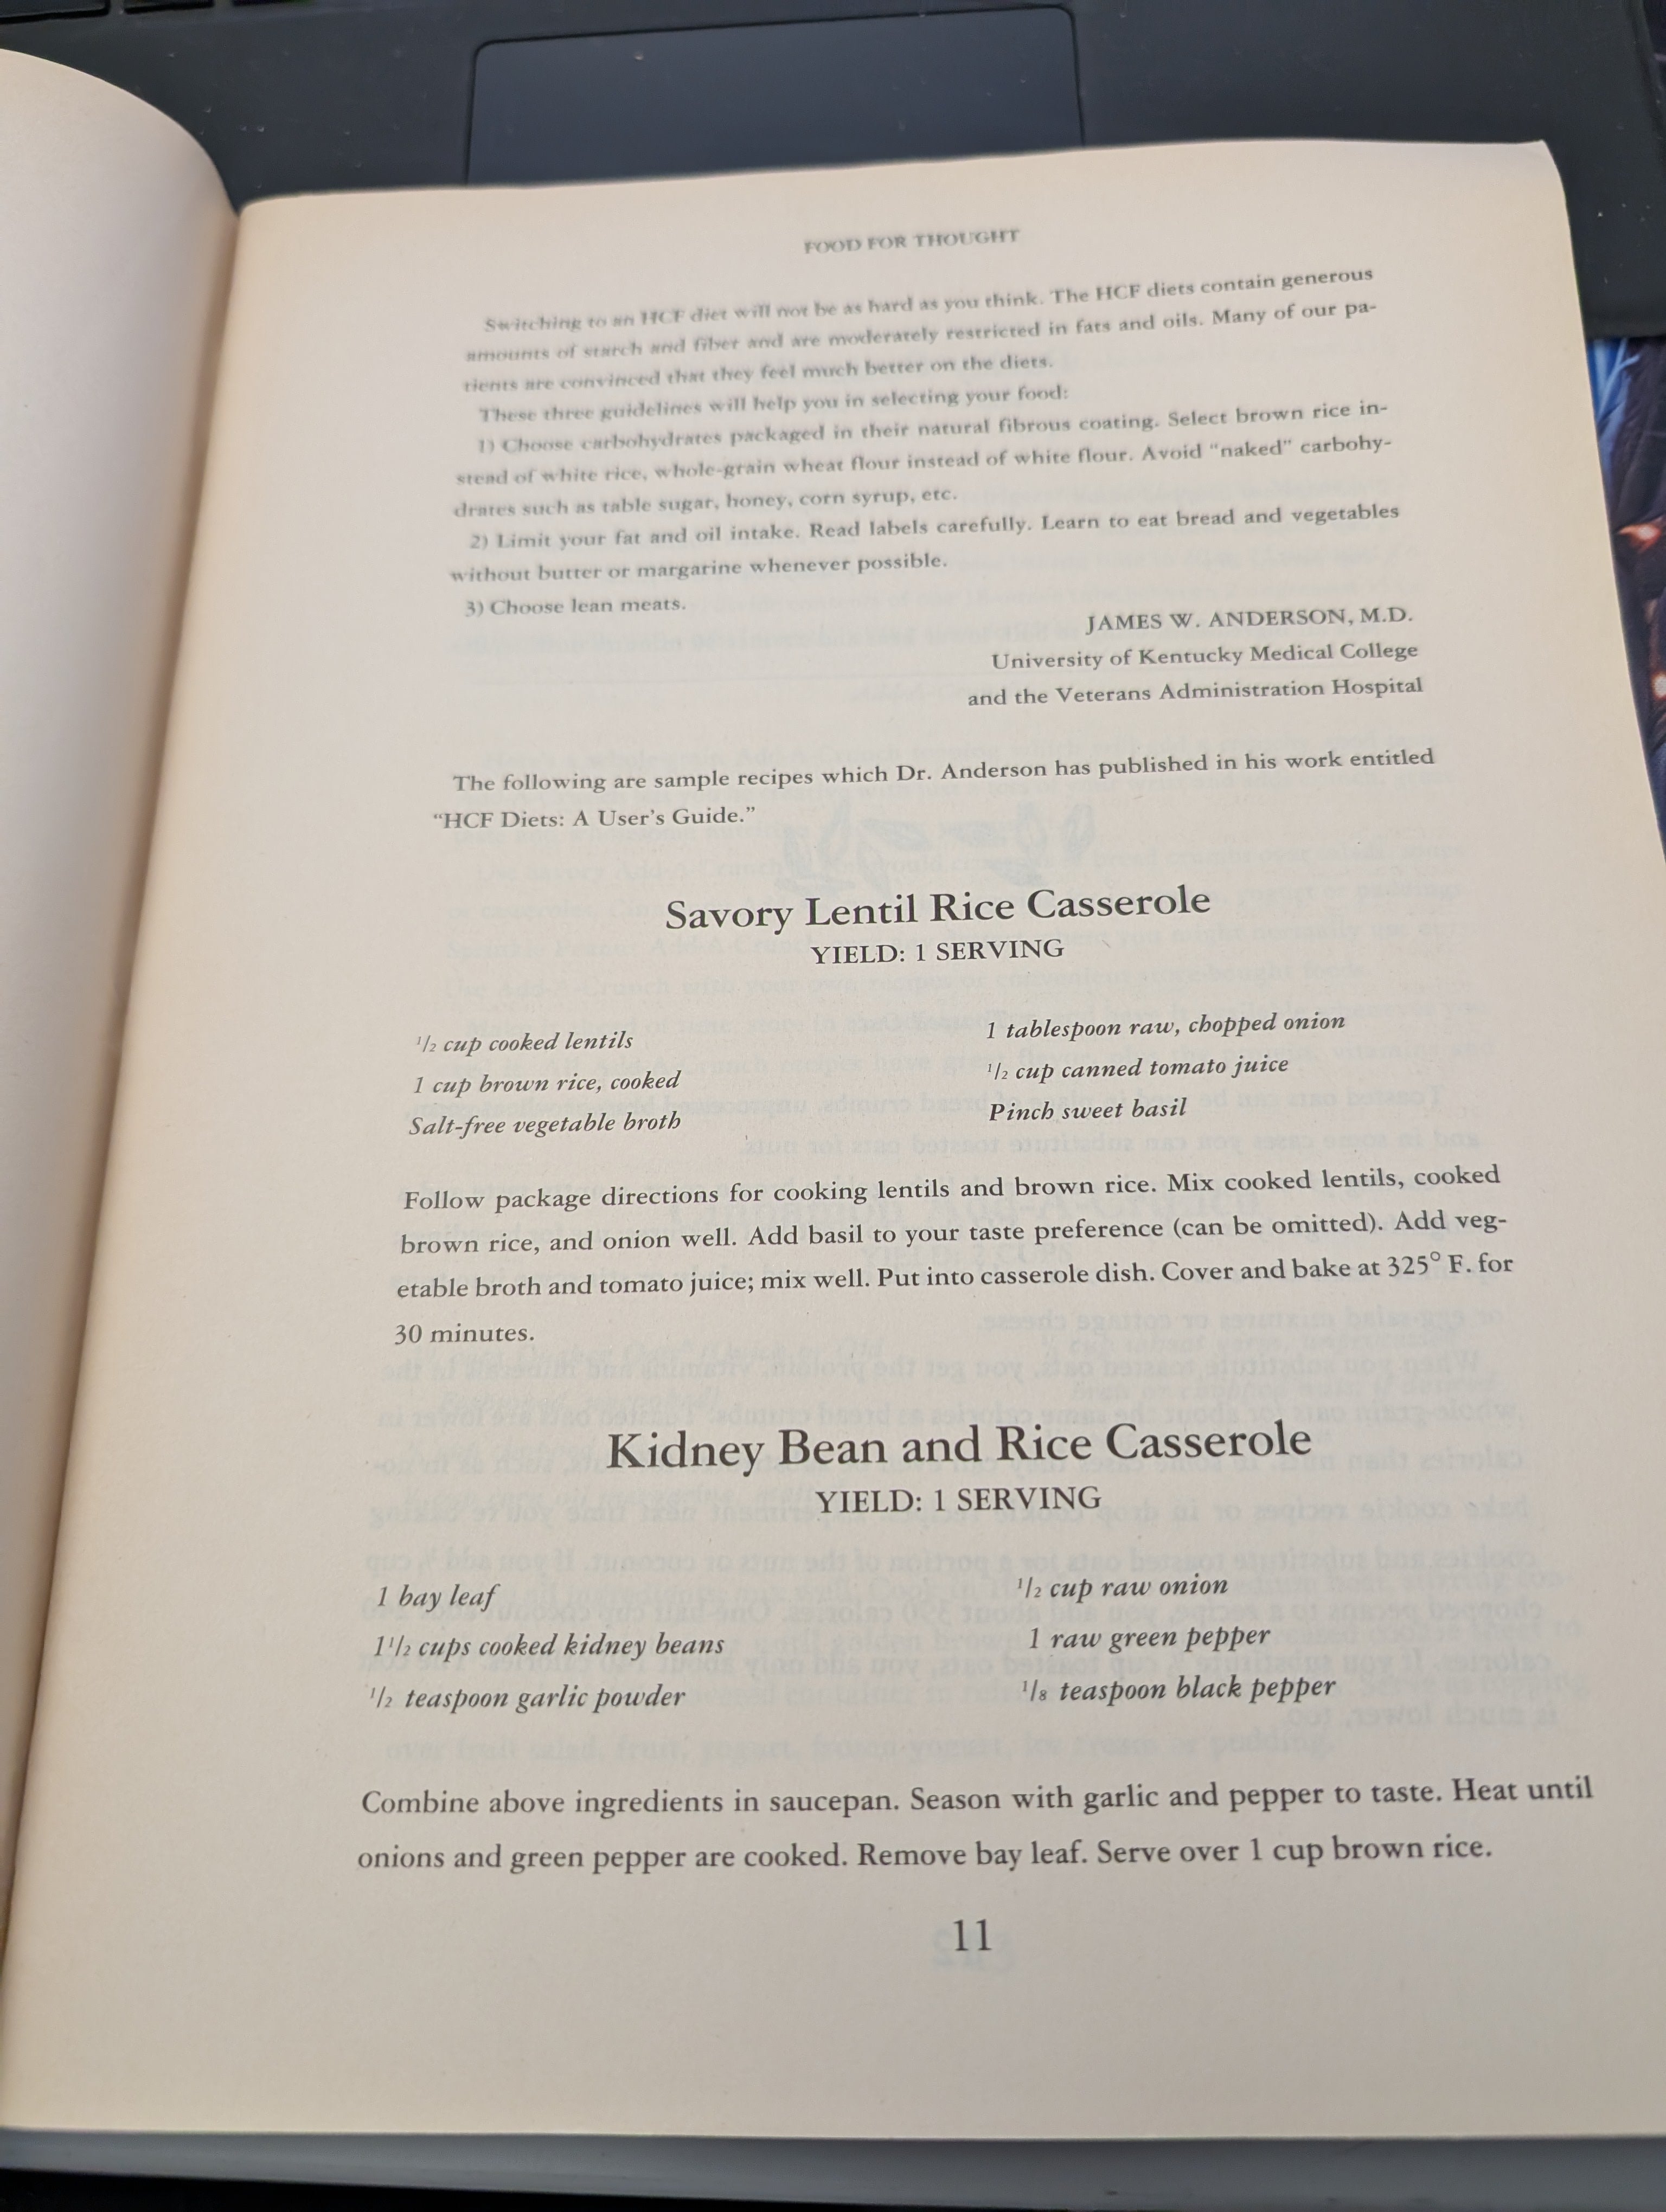 FOOD FOR THOUGHT
Switching to an HCF diet will not be as hard as you think. The HCF diets contain generous
amounts of starch and fiber and are moderately restricted in fats and oils. Many of our pa-
tients are convinced that they feel much better on the diets.
These three guidelines will help you in selecting your food:
1) Choose carbohydrates packaged in their natural fibrous coating. Select brown rice in-
stead of white rice, whole-grain wheat flour instead of white flour. Avoid “naked” carbohy-
drates such as table sugar, honey, corn syrup, etc.
2) Limit your fat and oil intake. Read labels carefully. Learn to eat bread and vegetables
without butter or margarine whenever possible.
3) Choose lean meats.
JAMES W. ANDERSON, M.D.
University of Kentucky Medical College
and the Veterans Administration Hospital
The following are sample recipes which Dr. Anderson has published in his work entitled
“HCF Diets: A User’s Guide.”
Savory Lentil Rice Casserole
YIELD: 1 SERVING
1/2 cup cooked lentils
1 cup brown rice, cooked
Salt-free vegetable broth
1 tablespoon raw, chopped onion
1/2 cup canned tomato juice
Pinch sweet basil
Follow package directions for cooking lentils and brown rice. Mix cooked lentils, cooked
brown rice, and onion well. Add basil to your taste preference (can be omitted). Add veg-
etable broth and tomato juice; mix well. Put into casserole dish. Cover and bake at 325° F. for
30 minutes.
Kidney Bean and Rice Casserole
YIELD: 1 SERVING
1 bay leaf
1 1/2 cups cooked kidney beans
1/2 teaspoon garlic powder
1/2 cup raw onion
1 raw green pepper
1/8 teaspoon black pepper
Combine above ingredients in saucepan. Season with garlic and pepper to taste. Heat until
onions and green pepper are cooked. Remove bay leaf. Serve over 1 cup brown rice.
11